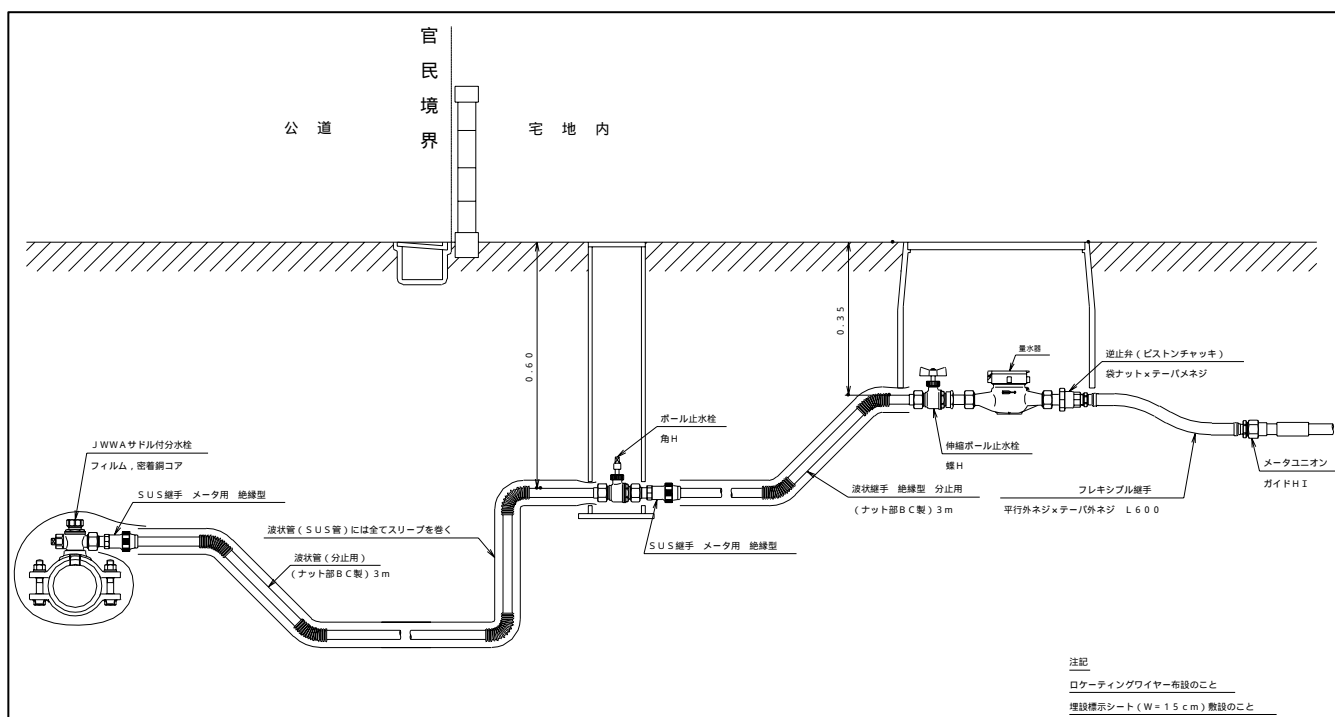 官民境界
公 道
宅 地 内
0.60
0.35
量水器
逆止弁（ピストンチャッキ）
袋ナット×テーパメネジ
ボール止水栓
角H
JWWAサドル付分水栓
フィルム，密着銅コア
SUS継手 メータ用 絶縁型
波状管（SUS管）には全てスリーブを巻く
波状管（分止用）
（ナット部BC製）3m
SUS継手 メータ用 絶縁型
波状継手 絶縁型 分止用
（ナット部BC製）3m
伸縮ボール止水栓
蝶H
フレキシブル継手
平行外ネジ×テーパ外ネジ L600
メータユニオン
ガイドHI
注記
ロケーティングワイヤー布設のこと
埋設標示シート（W=15cm）敷設のこと